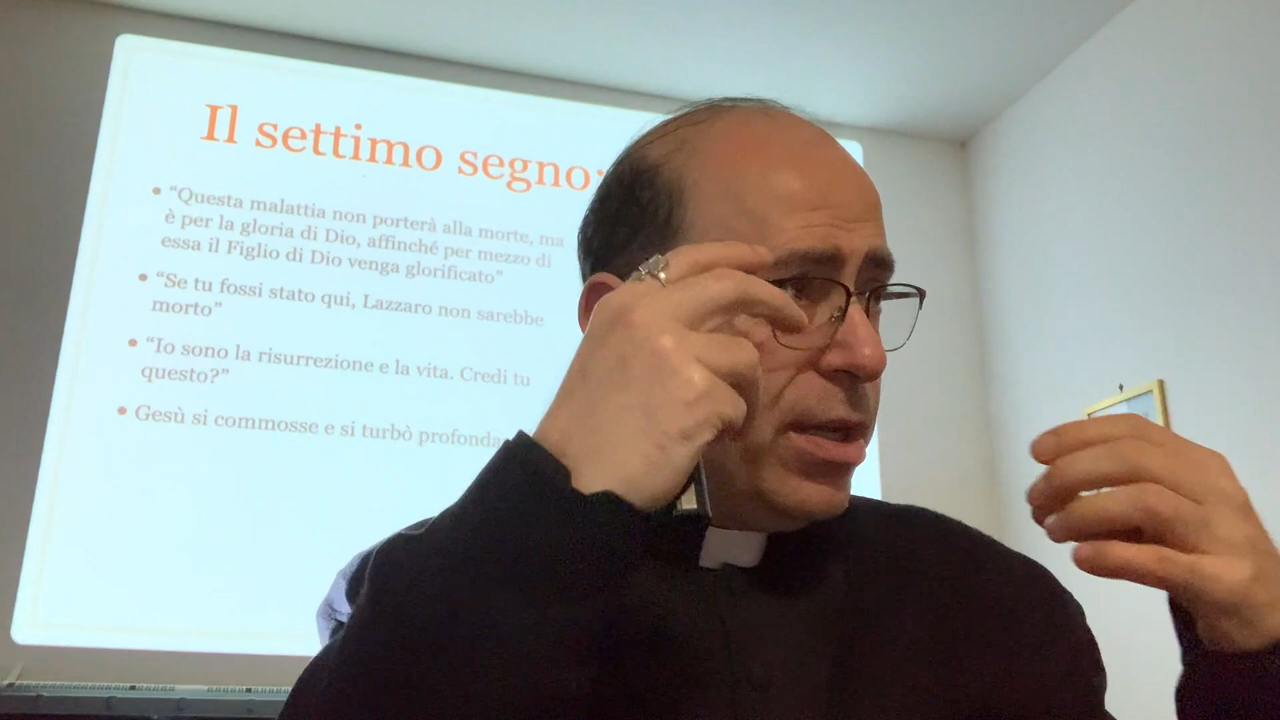 Il settimo segno:
• “Questa malattia non porterà alla morte, ma
è per la gloria di Dio, affinché per mezzo di
essa il Figlio di Dio venga glorificato”
• “Se tu fossi stato qui, Lazzaro non sarebbe
morto”
• “Io sono la risurrezione e la vita. Credi tu
questo?”
• Gesù si commosse e si turbò profonda